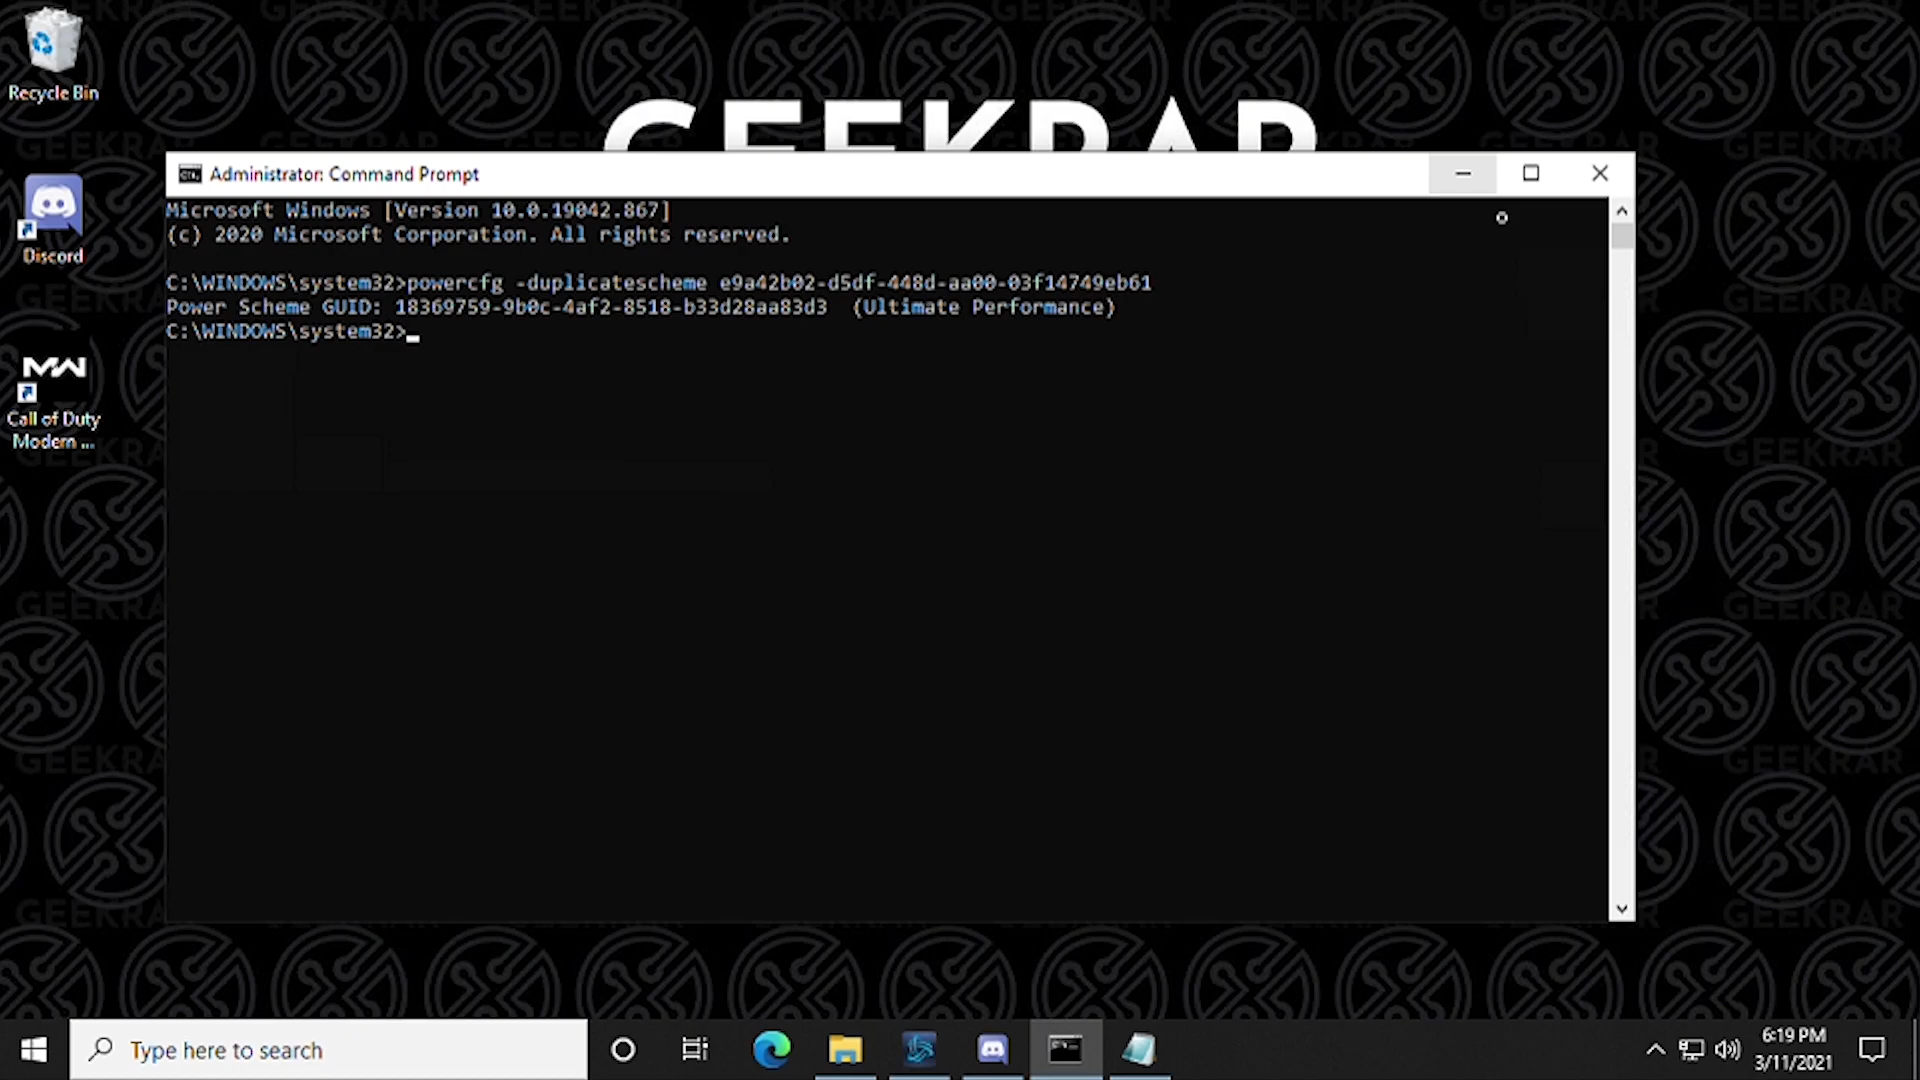 Recycle Bin
GEEKRAR
Administrator: Command Prompt
Microsoft Windows [Version 10.0.19042.867]
(c) 2020 Microsoft Corporation. All rights reserved.
C:\WINDOWS\system32>powercfg -duplicatescheme e9a42b02-d5df-448d-aa00-03f14749eb61
Power Scheme GUID: 18369759-9b0c-4af2-8518-b33d28aa83d3  (Ultimate Performance)
C:\WINDOWS\system32>
Discord
Call of Duty
Modern ...
Type here to search
6:19 PM
3/11/2021